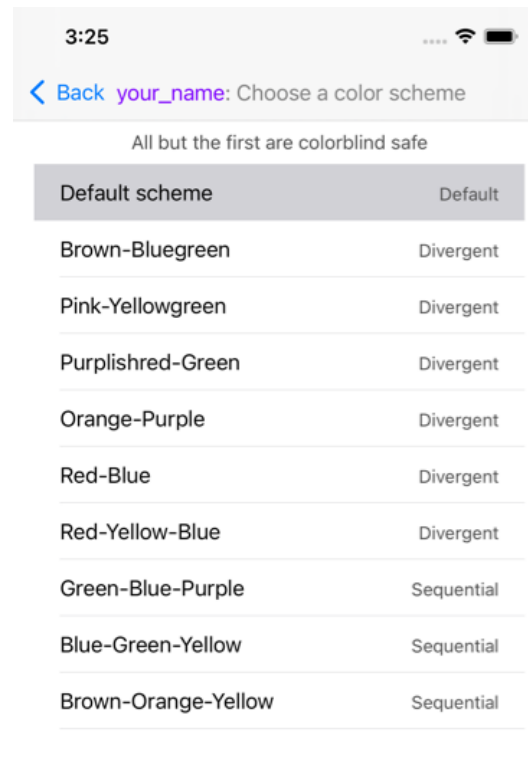 3:25
Back your_name: Choose a color scheme
All but the first are colorblind safe
Default scheme Default
Brown-Bluegreen Divergent
Pink-Yellowgreen Divergent
Purplishred-Green Divergent
Orange-Purple Divergent
Red-Blue Divergent
Red-Yellow-Blue Divergent
Green-Blue-Purple Sequential
Blue-Green-Yellow Sequential
Brown-Orange-Yellow Sequential